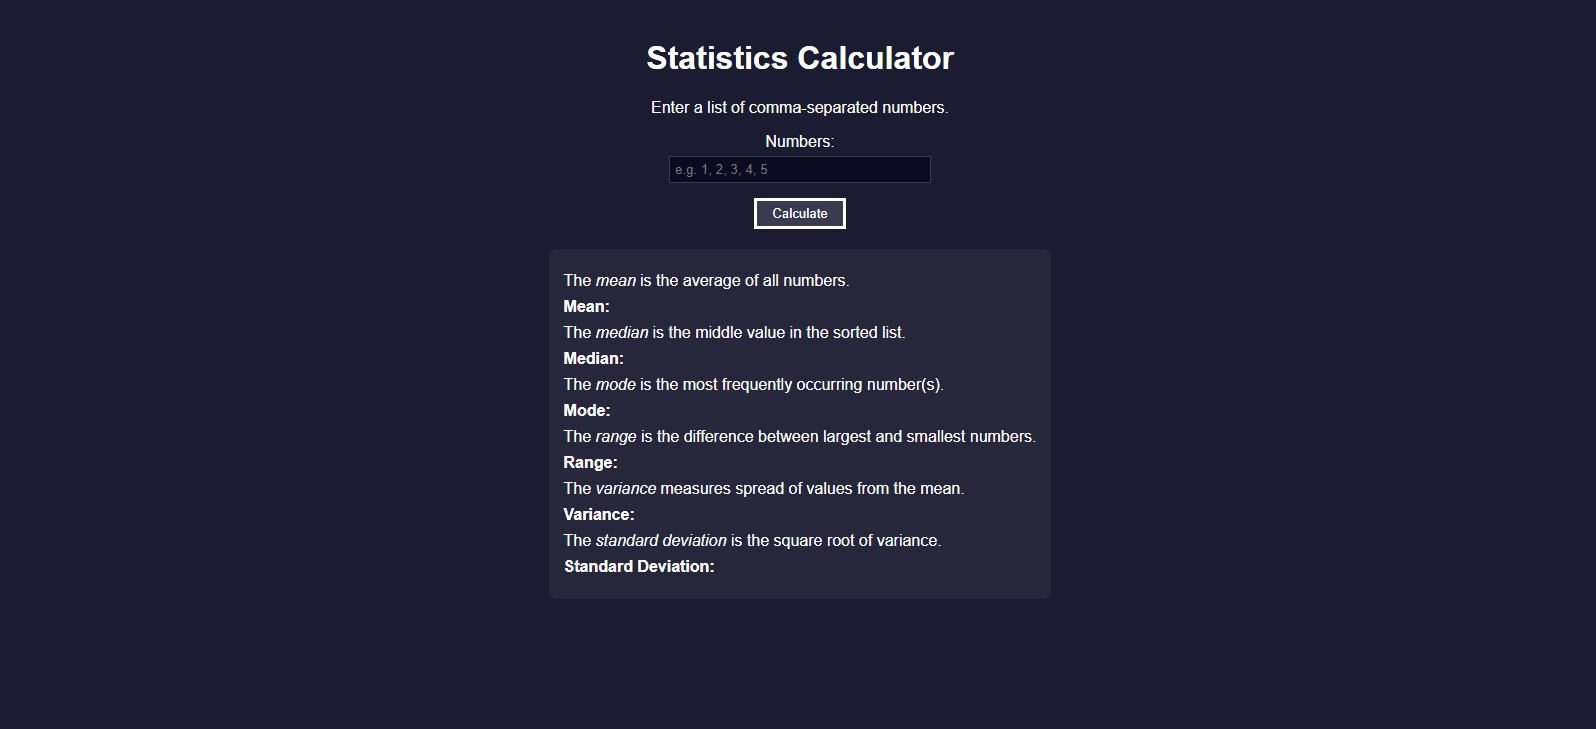 Statistics Calculator
Enter a list of comma-separated numbers.
Numbers:
e.g. 1, 2, 3, 4, 5
Calculate
The mean is the average of all numbers.
Mean:
The median is the middle value in the sorted list.
Median:
The mode is the most frequently occurring number(s).
Mode:
The range is the difference between largest and smallest numbers.
Range:
The variance measures spread of values from the mean.
Variance:
The standard deviation is the square root of variance.
Standard Deviation: